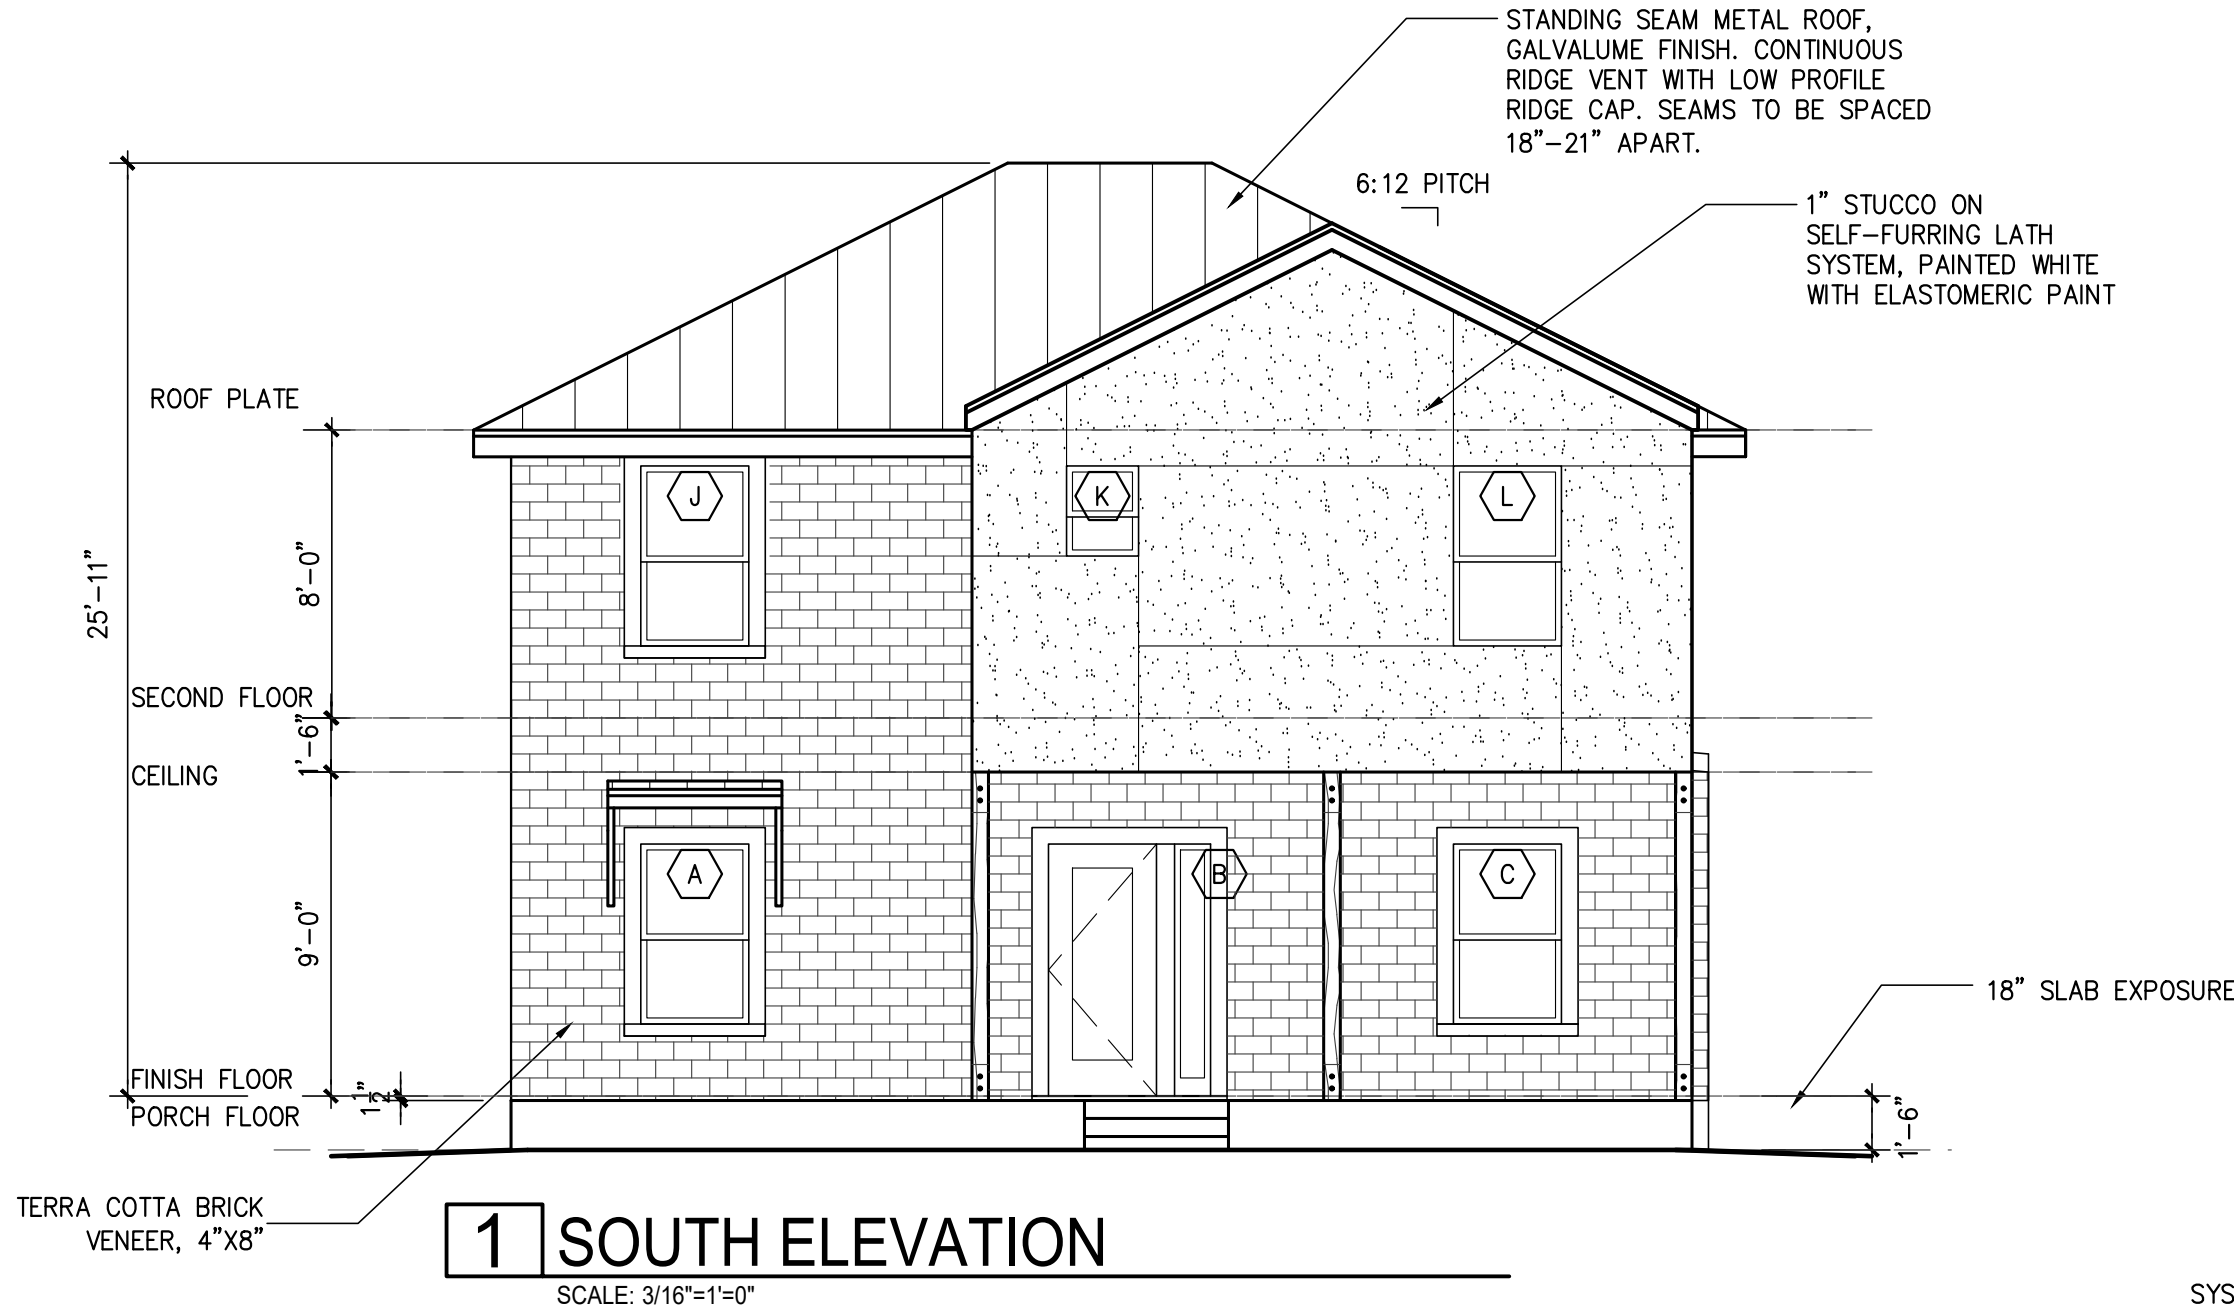 STANDING SEAM METAL ROOF,
GALVALUME FINISH. CONTINUOUS
RIDGE VENT WITH LOW PROFILE
RIDGE CAP. SEAMS TO BE SPACED
18"-21" APART.
6:12 PITCH
1" STUCCO ON
SELF-FURRING LATH
SYSTEM, PAINTED WHITE
WITH ELASTOMERIC PAINT
ROOF PLATE
J
K
L
25'-11"
8'-0"
SECOND FLOOR
1'-6"
CEILING
A
B
C
9'-0"
18" SLAB EXPOSURE
FINISH FLOOR
PORCH FLOOR
1'-6"
TERRA COTTA BRICK
VENEER, 4"X8"
1 SOUTH ELEVATION
SCALE: 3/16"=1'=0"
SYS